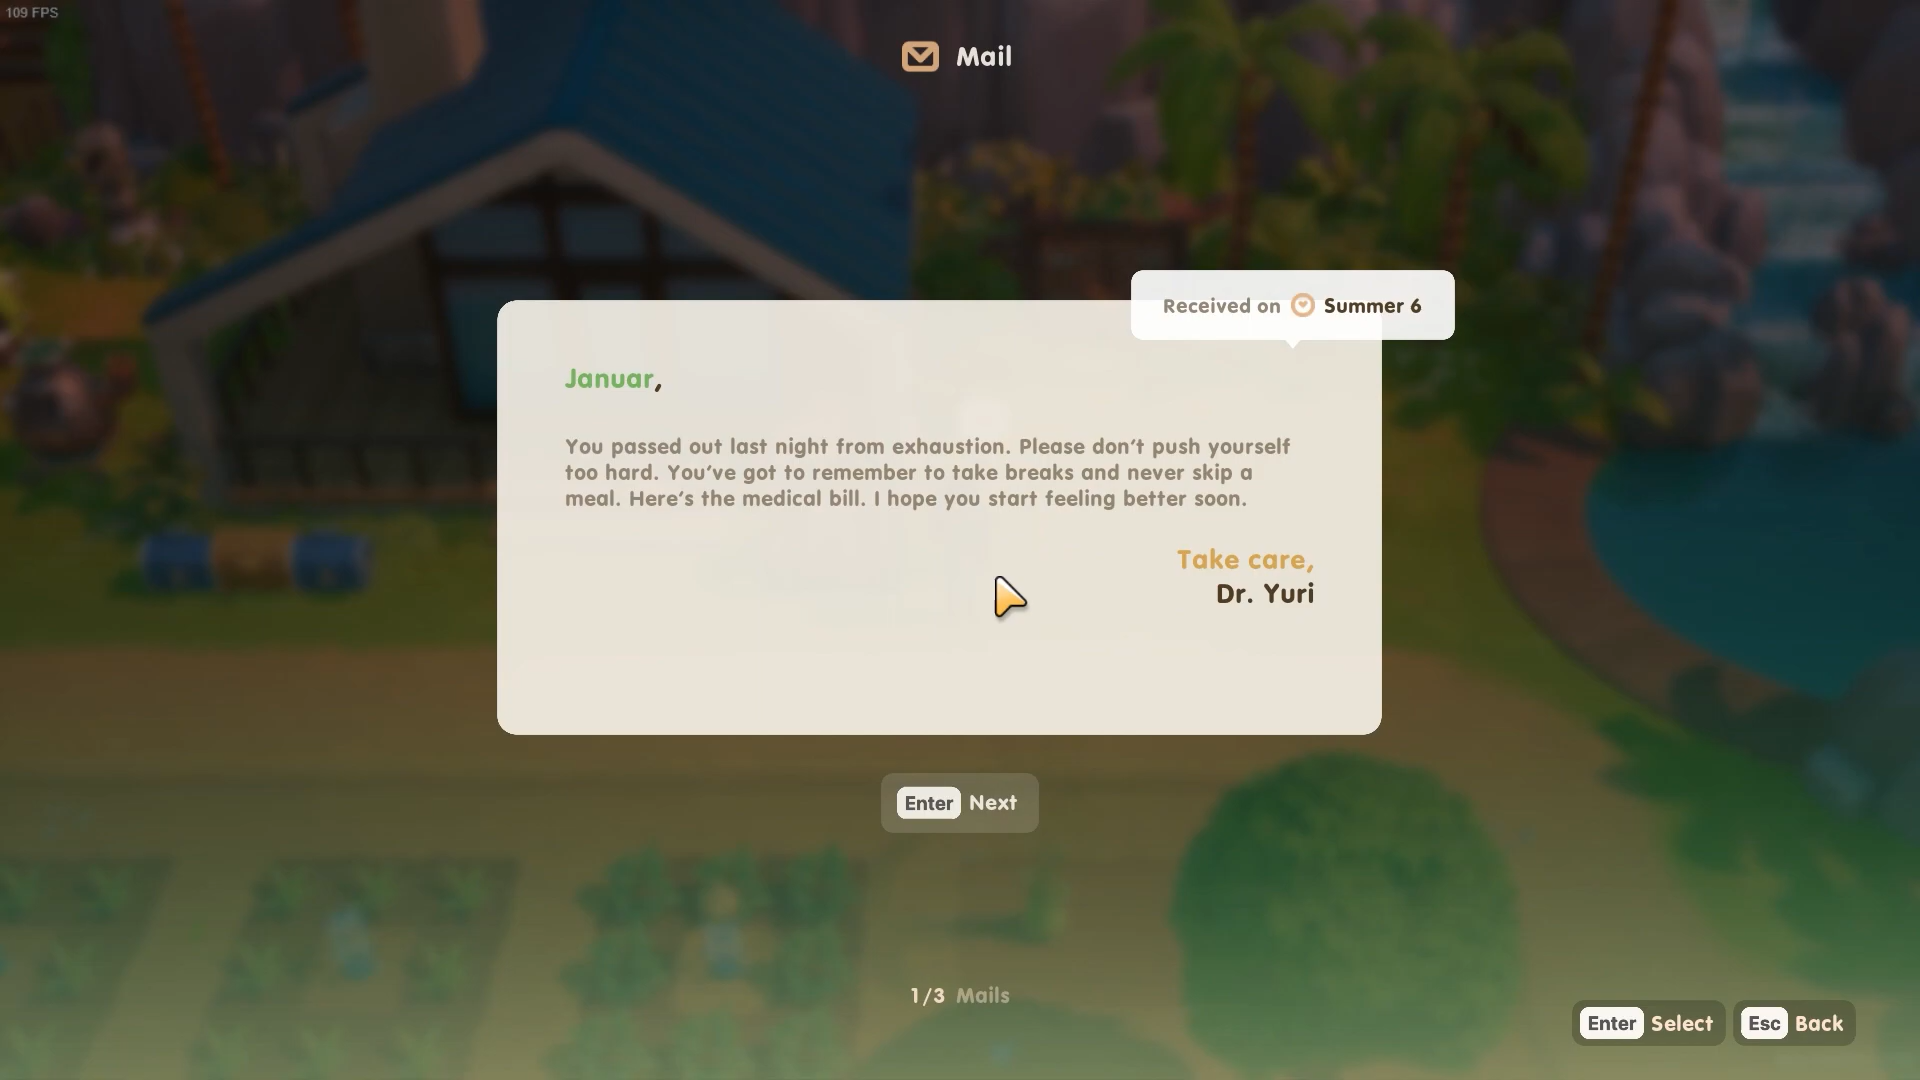 109 FPS
Mail
Received on Summer 6
Januar,
You passed out last night from exhaustion. Please don't push yourself
too hard. You've got to remember to take breaks and never skip a
meal. Here's the medical bill. I hope you start feeling better soon.
Take care,
Dr. Yuri
Enter Next
1/3 Mails
Enter Select Esc Back